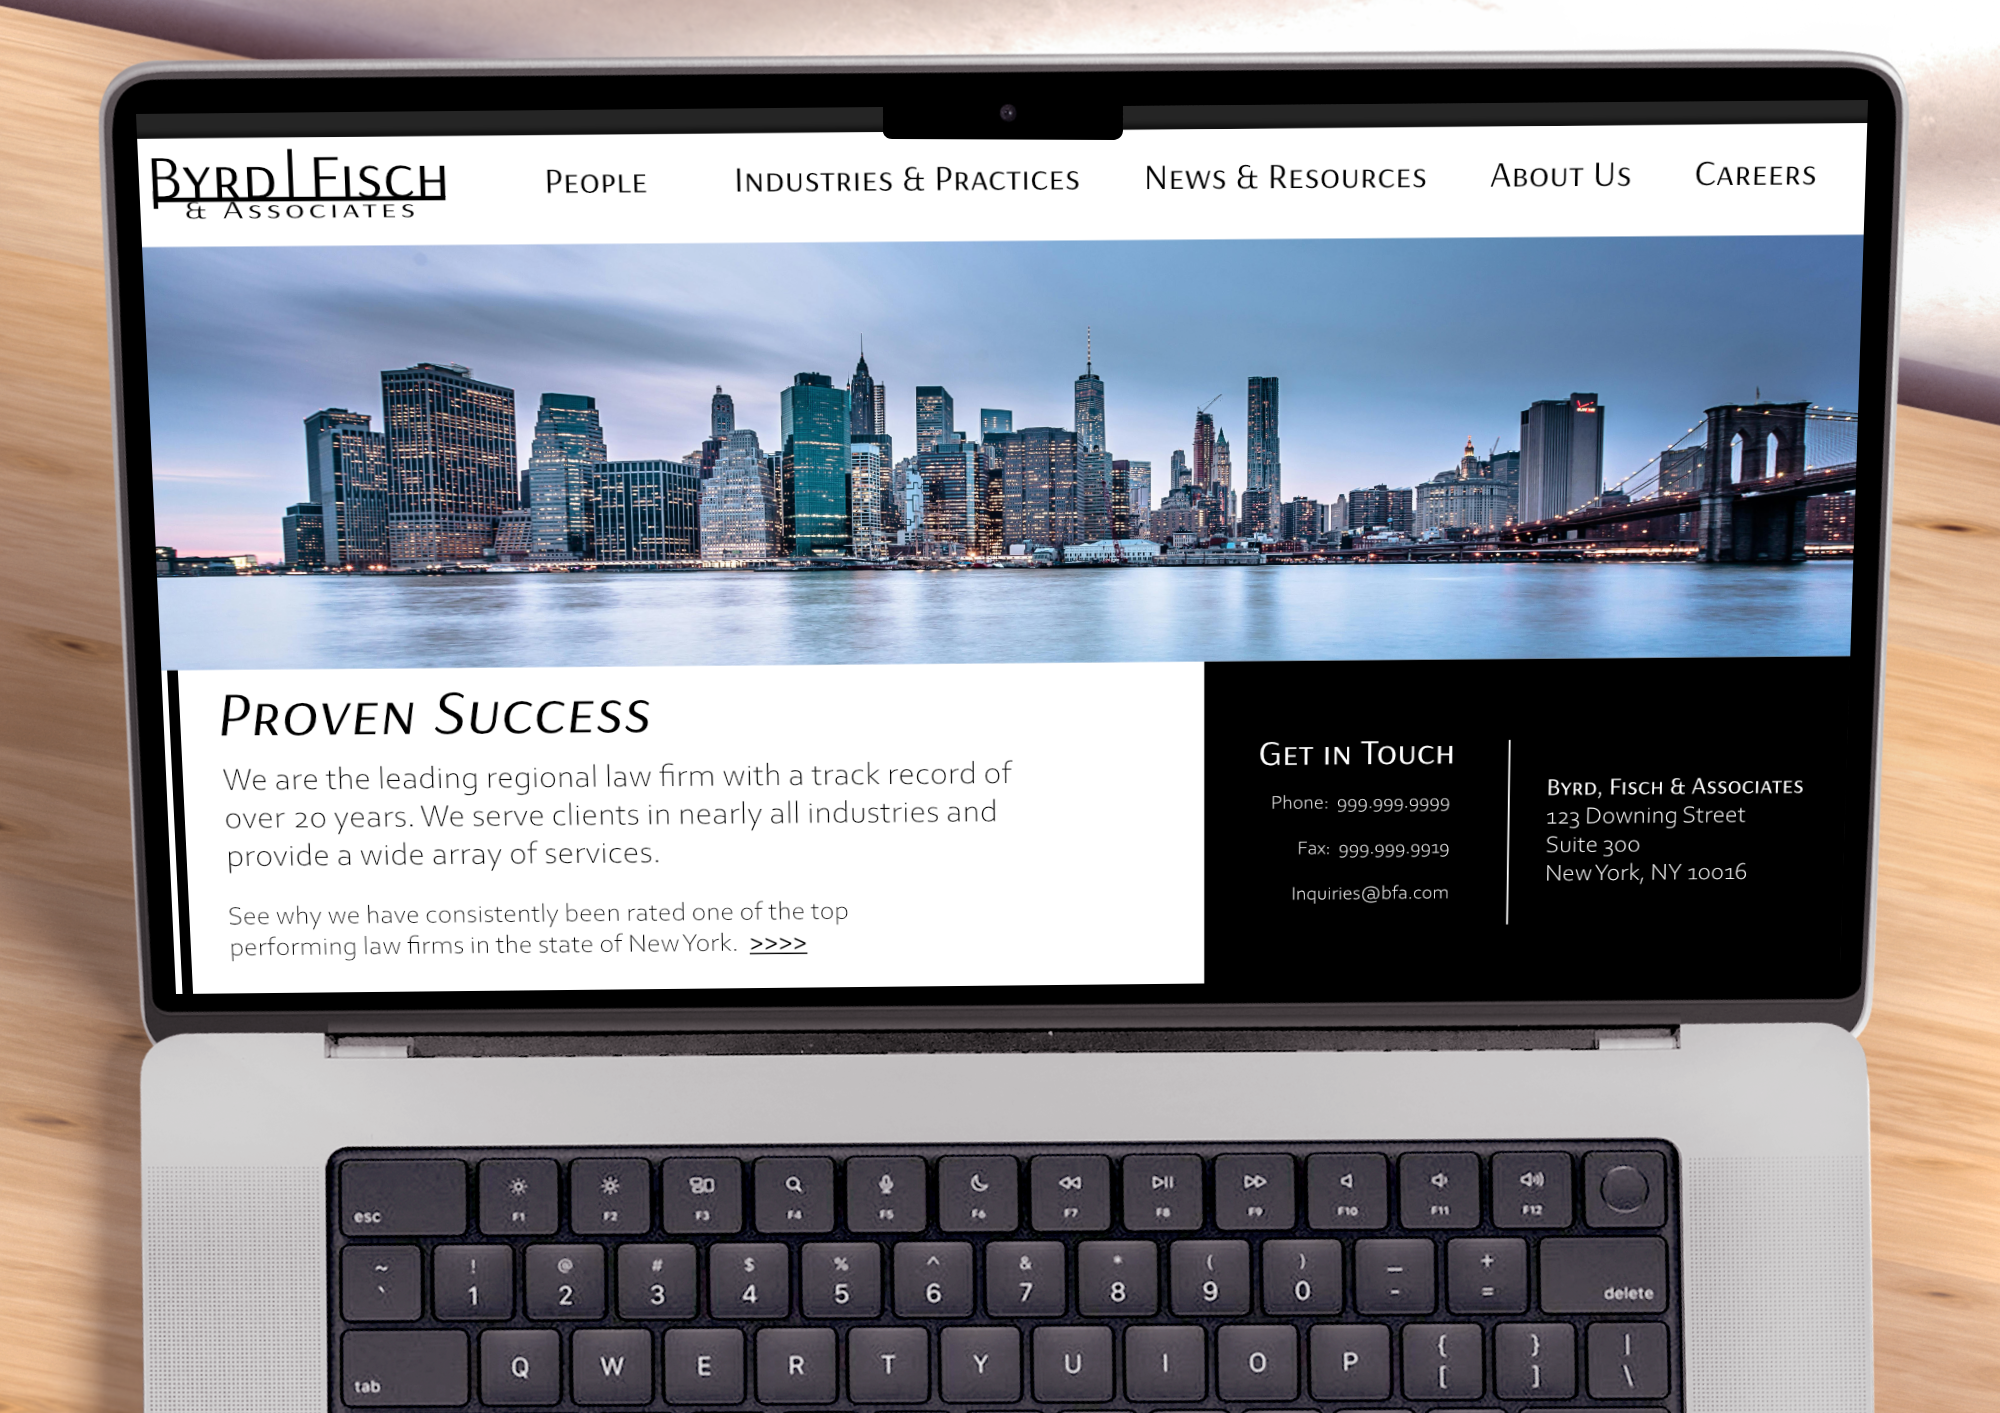 BYRD | FISCH
& ASSOCIATES
PEOPLE
INDUSTRIES & PRACTICES
NEWS & RESOURCES
ABOUT US
CAREERS
PROVEN SUCCESS
We are the leading regional law firm with a track record of
over 20 years. We serve clients in nearly all industries and
provide a wide array of services.
See why we have consistently been rated one of the top
performing law firms in the state of New York. >>>>
GET IN TOUCH
Phone: 999.999.9999
Fax: 999.999.9919
Inquiries@bfa.com
BYRD, FISCH & ASSOCIATES
123 Downing Street
Suite 300
New York, NY 10016
esc F1 F2 F3 F4 F5 F6 F7 F8 F9 F10 F11 F12
~ ! @ # $ % ^ & * ( ) _ +
` 1 2 3 4 5 6 7 8 9 0 - = delete
tab Q W E R T Y U I O P { [ } ] | \